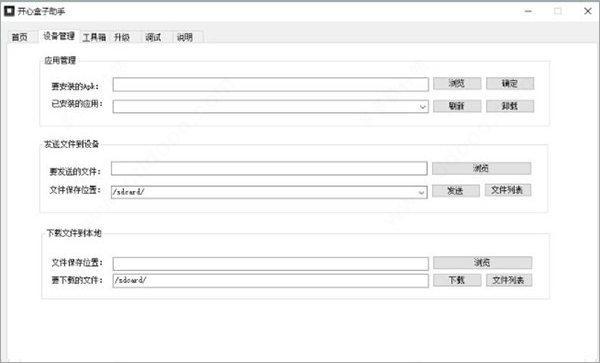 开心盒子助手
首页 设备管理 工具箱 升级 调试 说明
应用管理
要安装的Apk: 浏览 确定
已安装的应用: 刷新 卸载
发送文件到设备
要发送的文件: 浏览
文件保存位置: /sdcard/ 发送 文件列表
下载文件到本地
文件保存位置: 浏览
要下载的文件: /sdcard/ 下载 文件列表